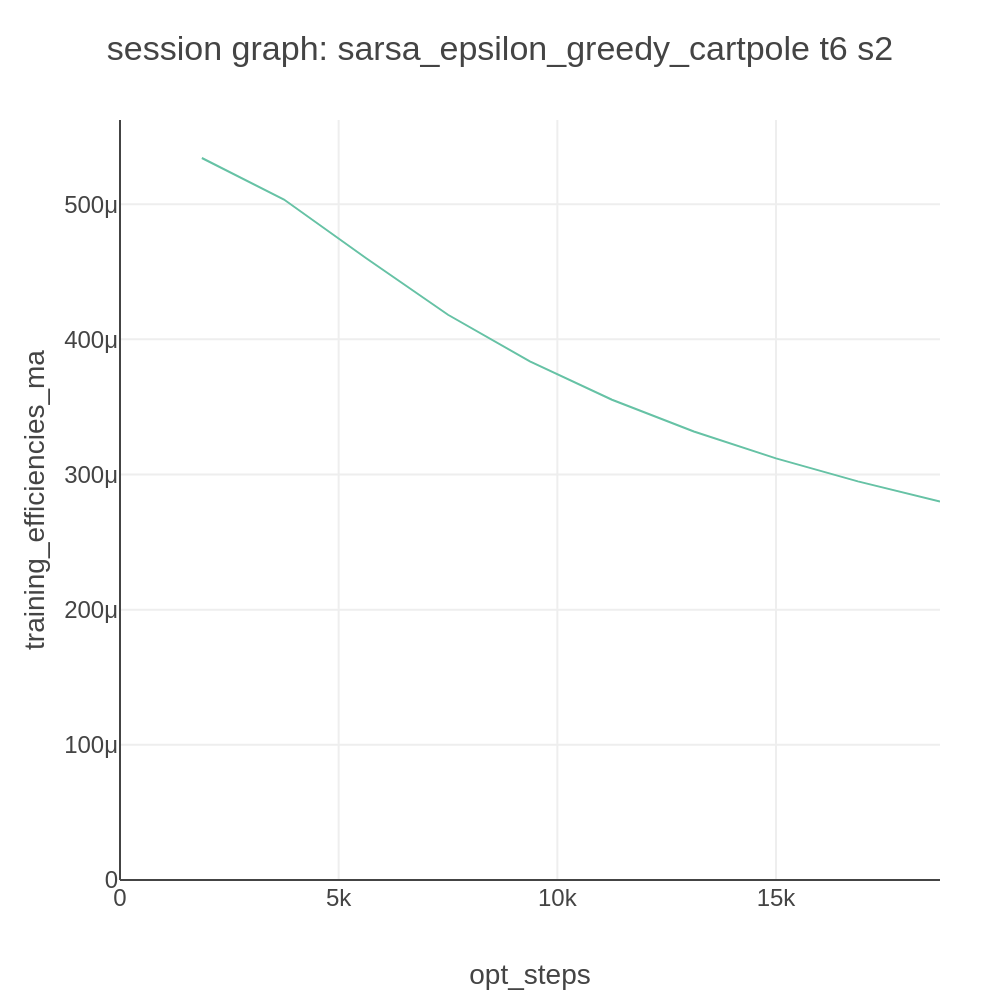 session graph: sarsa_epsilon_greedy_cartpole t6 s2
training_efficiencies_ma
500μ
400μ
300μ
200μ
100μ
0
0 5k 10k 15k
opt_steps